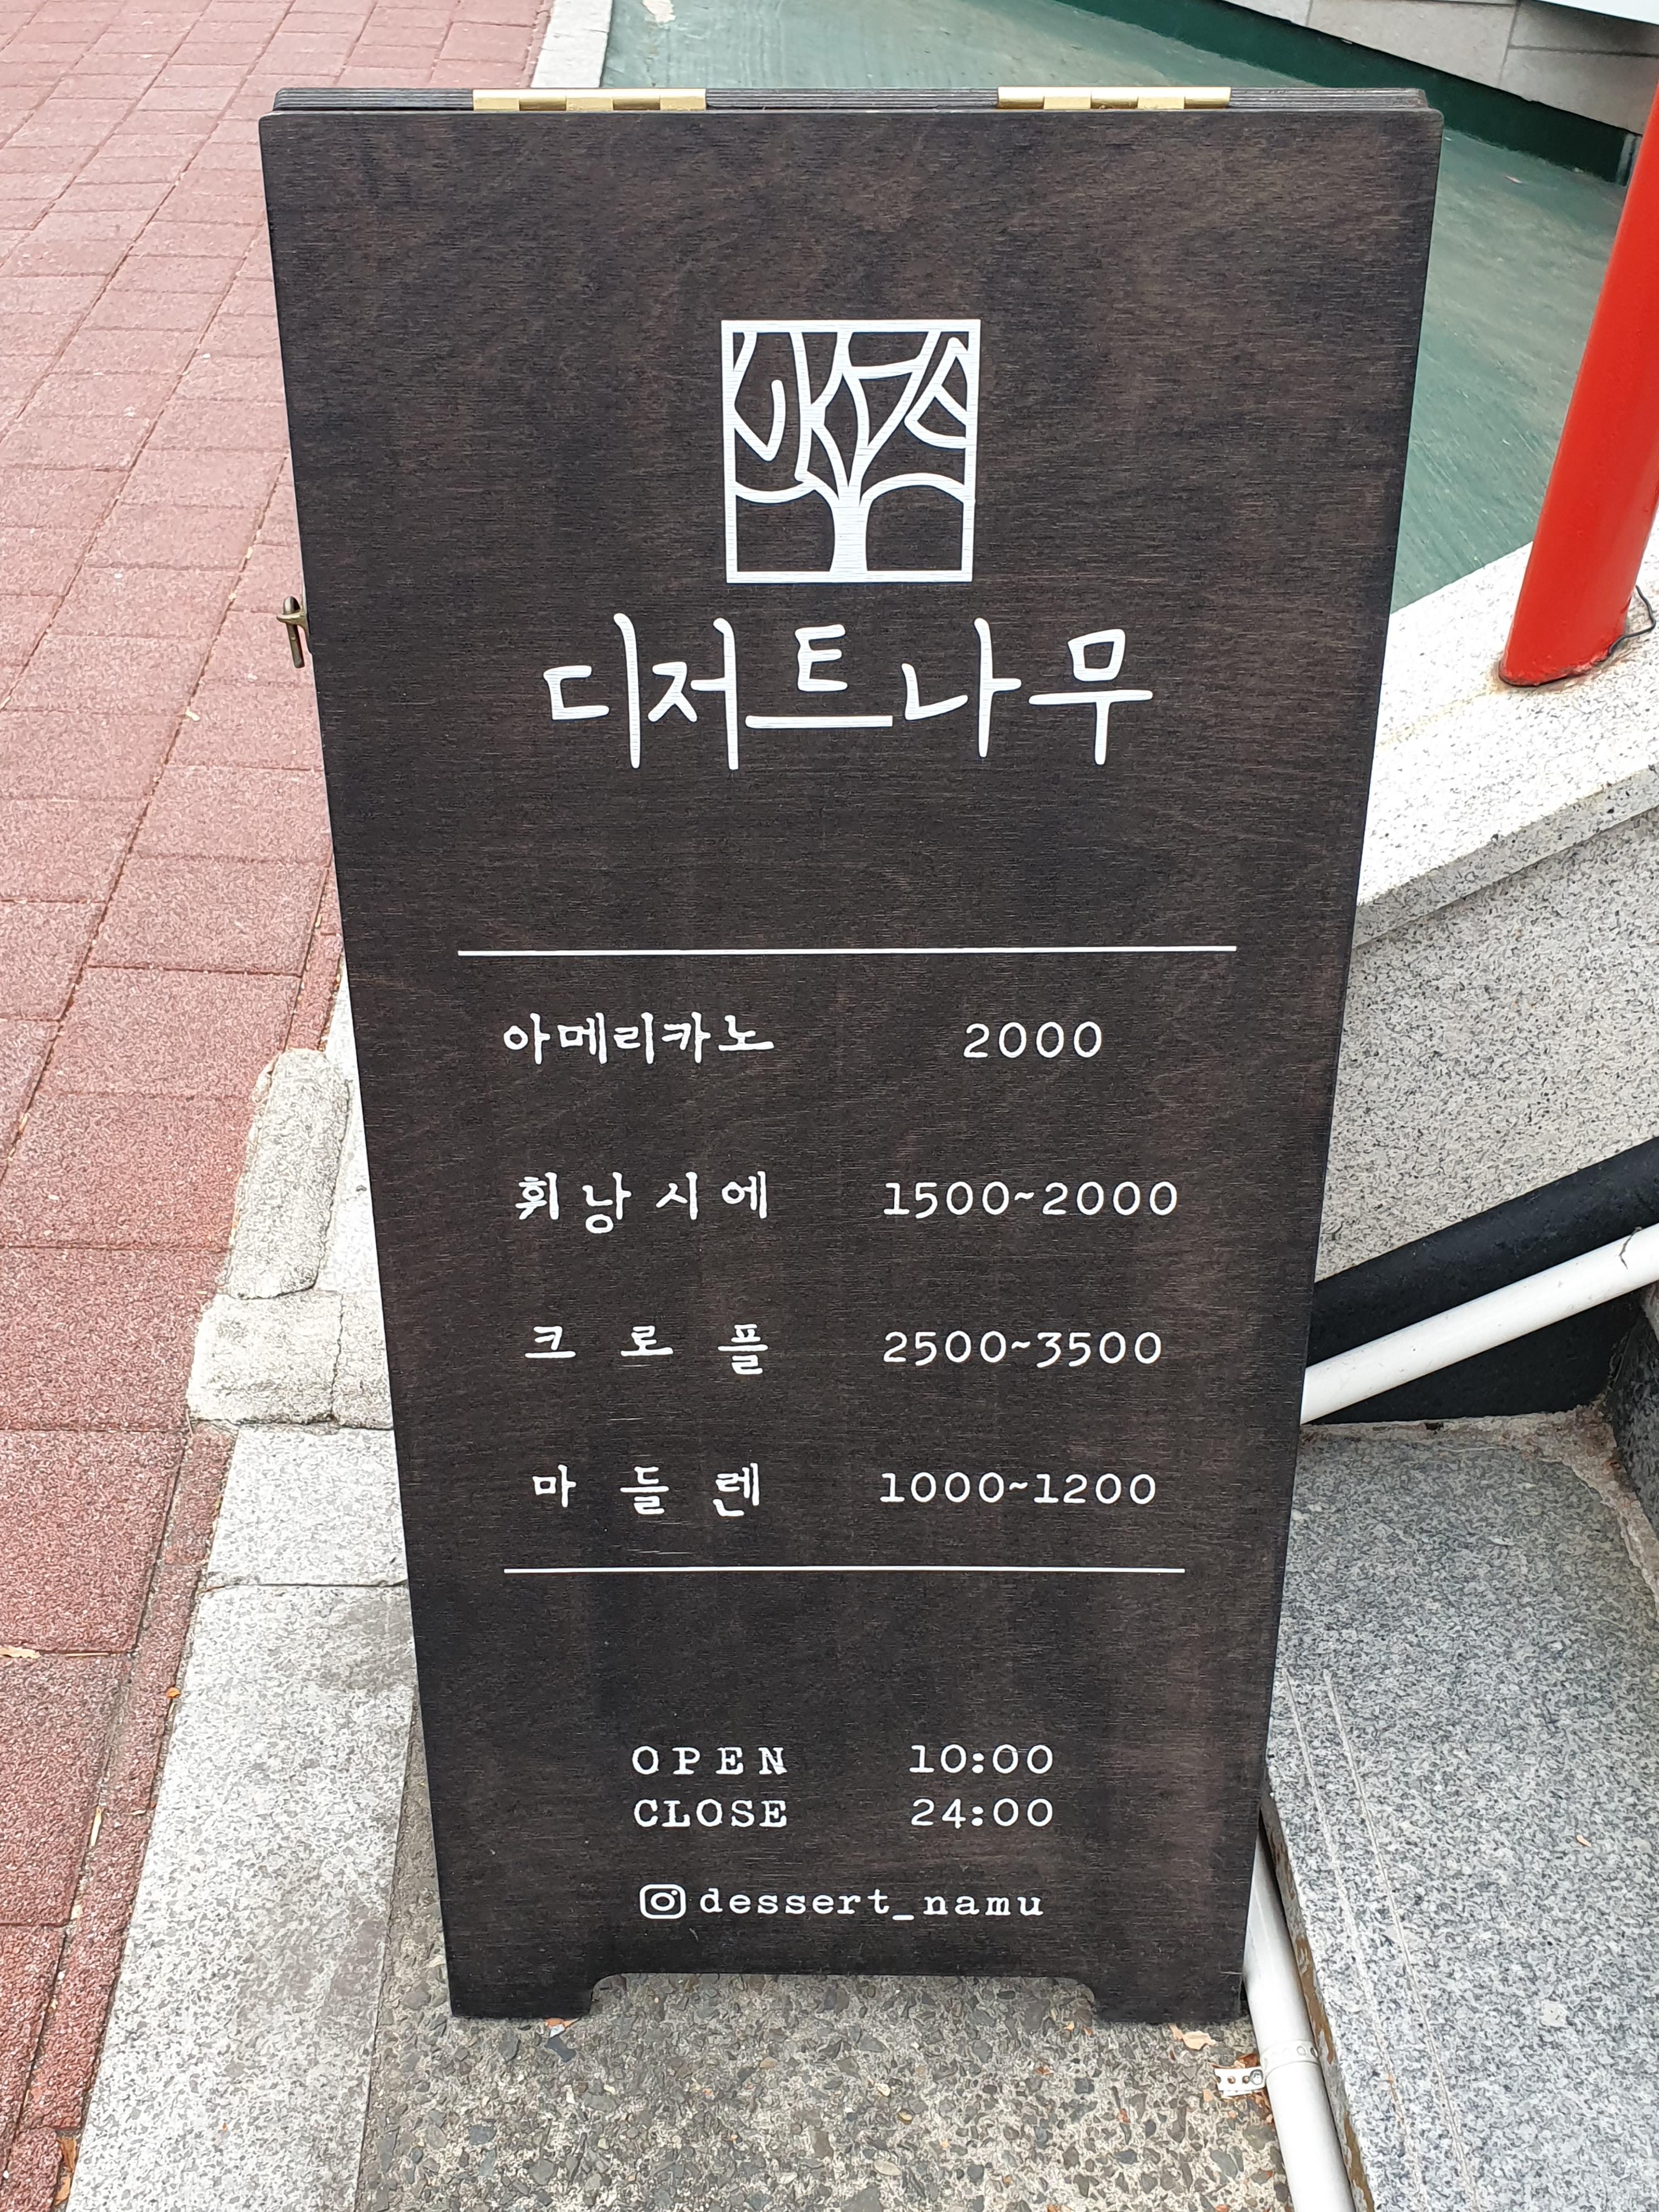 디저트나무
아메리카노 2000
휘낭시에 1500~2000
크로플 2500~3500
마들렌 1000~1200
OPEN 10:00
CLOSE 24:00
dessert_namu